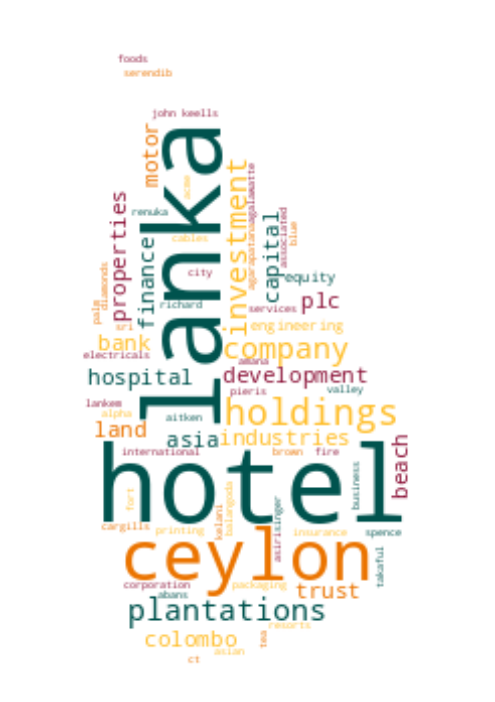 foods
serendib
john keells
lanka
motor
acme
investment
agalawatte
agarapatana
properties
renuka
finance
cables
capital
associated
blue
diamonds
palm
city
equity
plc
richard
services
sri
engineering
bank
company
electricals
amana
hospital
development
pieris
valley
lankem
alpha
aitken
holdings
land
asia
industries
beach
international
brown
fire
hotel
business
fort
balangoda
singer
cargills
printing
kelani
asiri
insurance
spence
ceylon
takaful
corporation
packaging
abans
trust
plantations
colombo
tea
resorts
asian
ct